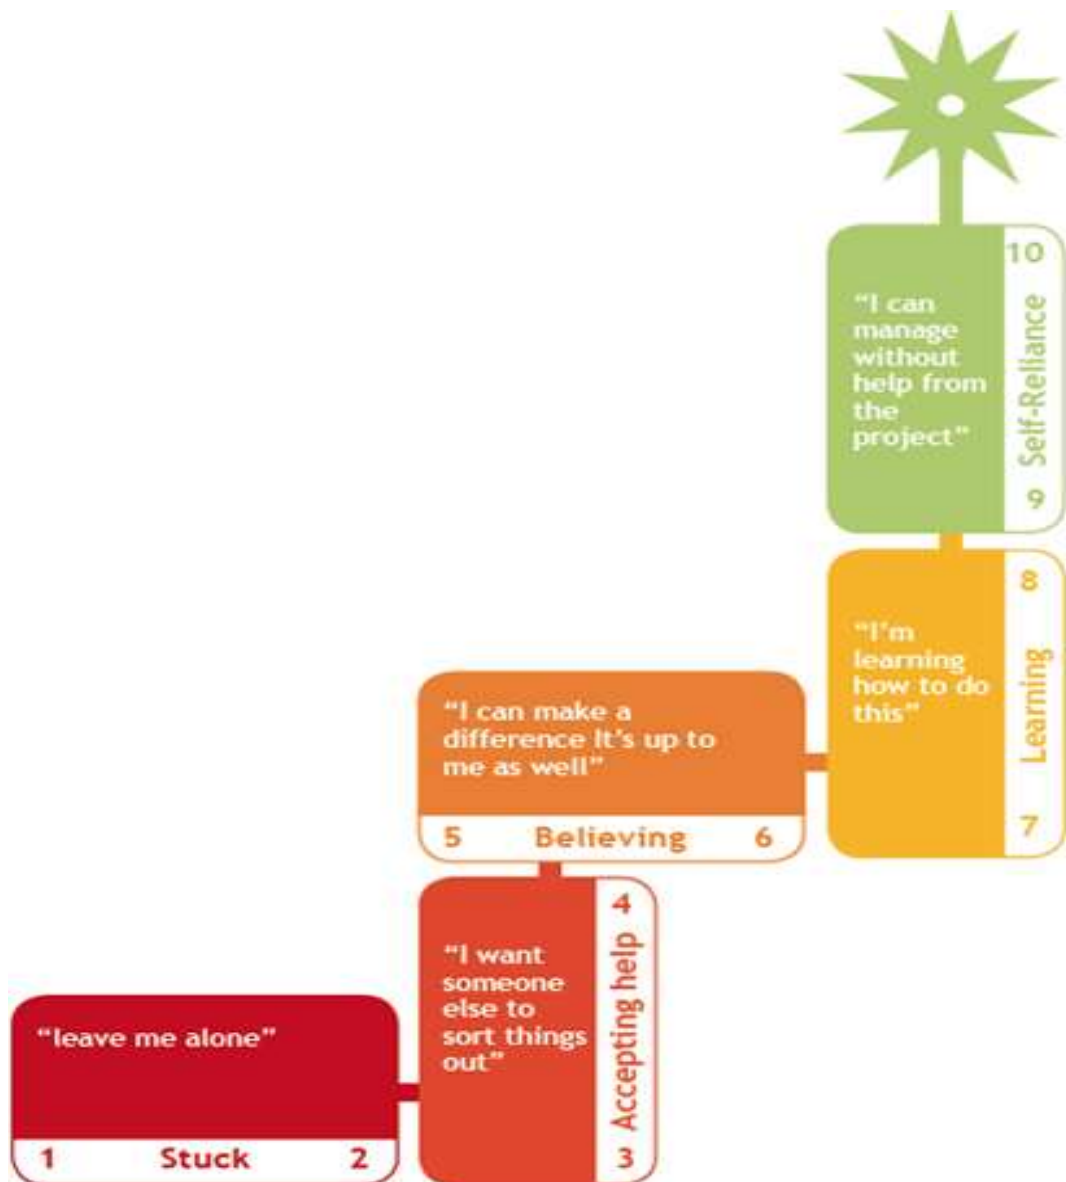 10
“I can
manage
without
help from
the
project”
Self-Reliance
9
8
“I'm
learning
how to do
this”
Learning
7
“I can make a
difference It's up to
me as well”
5 Believing 6
4
“I want
someone
else to
sort things
out”
Accepting help
3
“leave me alone”
1 Stuck 2